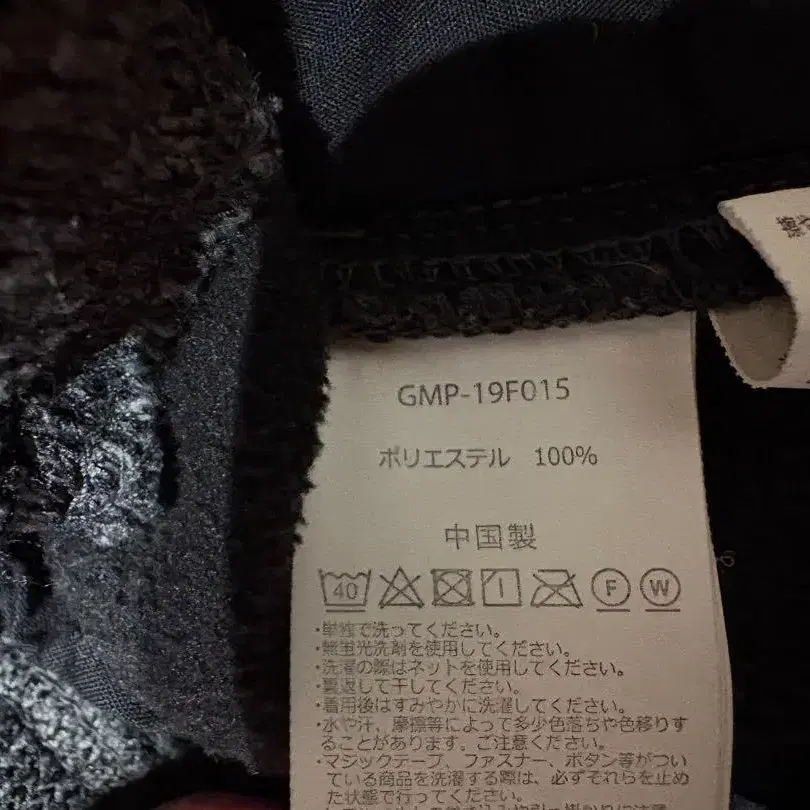 GMP-19F015
ポリエステル 100%
中国製
40
F W
・単独で洗ってください。
・無蛍光洗剤を使用してください。
・洗濯の際はネットを使用してください。
・裏返して干してください。
・着用後はすみやかに洗濯してください。
・水や汗、摩擦等によって多少色落ちや色移りす
ることがあります。ご注意ください。
・マジックテープ、ファスナー、ボタン等がつい
ている商品を洗濯する際は、必ずそれらを止め
た状態で行ってください。